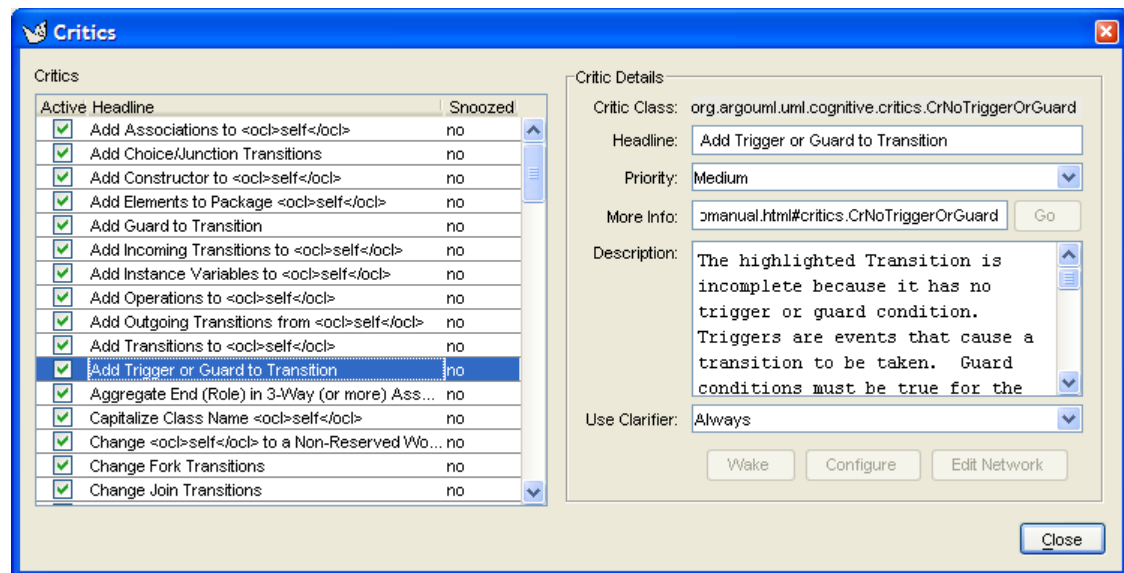 Critics
Critics
Active Headline Snoozed
Add Associations to <ocl>self</ocl> no
Add Choice/Junction Transitions no
Add Constructor to <ocl>self</ocl> no
Add Elements to Package <ocl>self</ocl> no
Add Guard to Transition no
Add Incoming Transitions to <ocl>self</ocl> no
Add Instance Variables to <ocl>self</ocl> no
Add Operations to <ocl>self</ocl> no
Add Outgoing Transitions from <ocl>self</ocl> no
Add Transitions to <ocl>self</ocl> no
Add Trigger or Guard to Transition no
Aggregate End (Role) in 3-Way (or more) Ass... no
Capitalize Class Name <ocl>self</ocl> no
Change <ocl>self</ocl> to a Non-Reserved Wo... no
Change Fork Transitions no
Change Join Transitions no
Critic Details
Critic Class: org.argouml.uml.cognitive.critics.CrNoTriggerOrGuard
Headline: Add Trigger or Guard to Transition
Priority: Medium
More Info: omanual.html#critics.CrNoTriggerOrGuard Go
Description: The highlighted Transition is
incomplete because it has no
trigger or guard condition.
Triggers are events that cause a
transition to be taken. Guard
conditions must be true for the
Use Clarifier: Always
Wake Configure Edit Network
Close